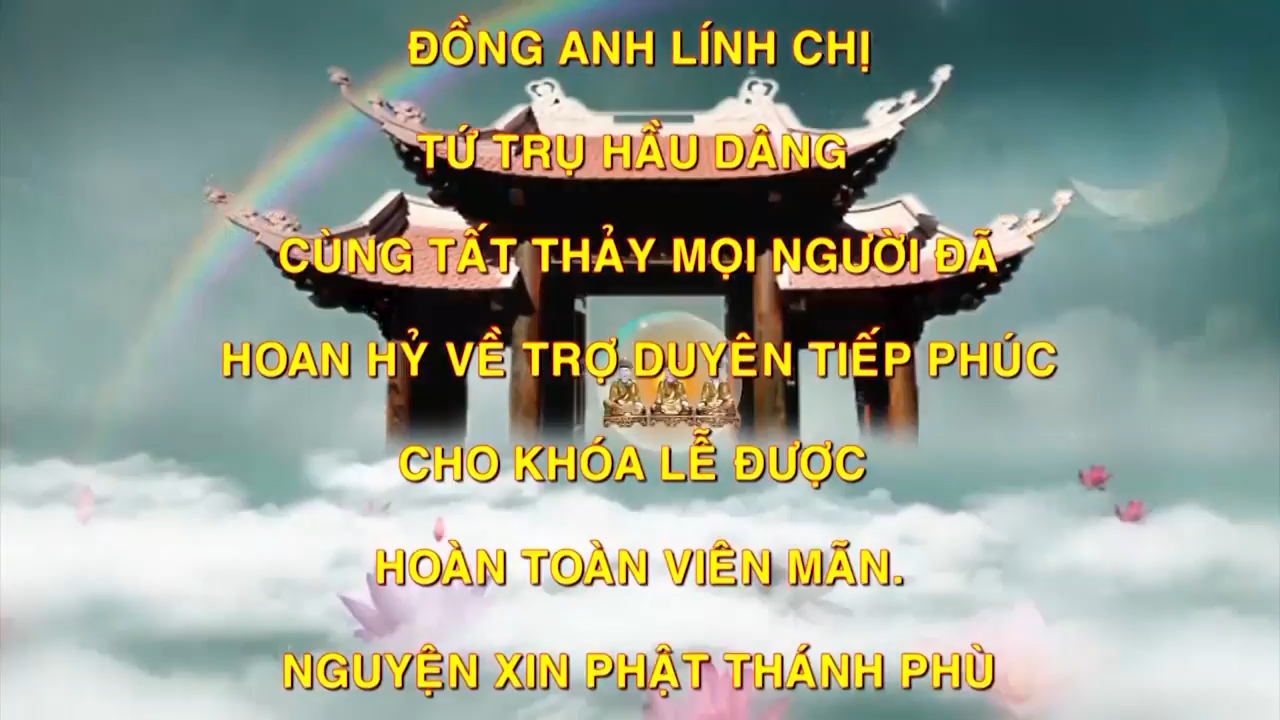 ĐỒNG ANH LÍNH CHỊ
TỨ TRỤ HẦU DÂNG
CÙNG TẤT THẢY MỌI NGƯỜI ĐÃ
HOAN HỶ VỀ TRỢ DUYÊN TIẾP PHÚC
CHO KHÓA LỄ ĐƯỢC
HOÀN TOÀN VIÊN MÃN.
NGUYỆN XIN PHẬT THÁNH PHÙ